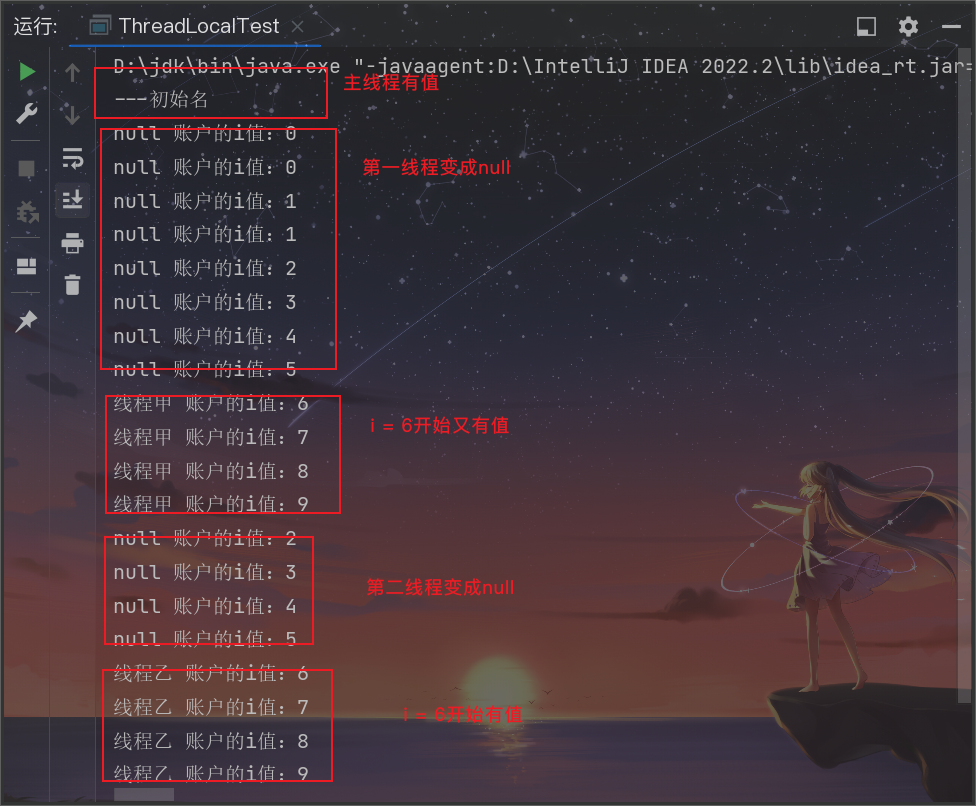 运行: ThreadLocalTest
D:\jdk\bin\java.exe "-javaagent:D:\IntelliJ IDEA 2022.2\lib\idea_rt.jar=
主线程有值
---初始名
null 账户的i值: 0
null 账户的i值: 0
第一线程变成null
null 账户的i值: 1
null 账户的i值: 1
null 账户的i值: 2
null 账户的i值: 3
null 账户的i值: 4
null 账户的i值: 5
线程甲 账户的i值: 6
i = 6开始又有值
线程甲 账户的i值: 7
线程甲 账户的i值: 8
线程甲 账户的i值: 9
null 账户的i值: 2
null 账户的i值: 3
第二线程变成null
null 账户的i值: 4
null 账户的i值: 5
线程乙 账户的i值: 6
线程乙 账户的i值: 7
i = 6开始有值
线程乙 账户的i值: 8
线程乙 账户的i值: 9